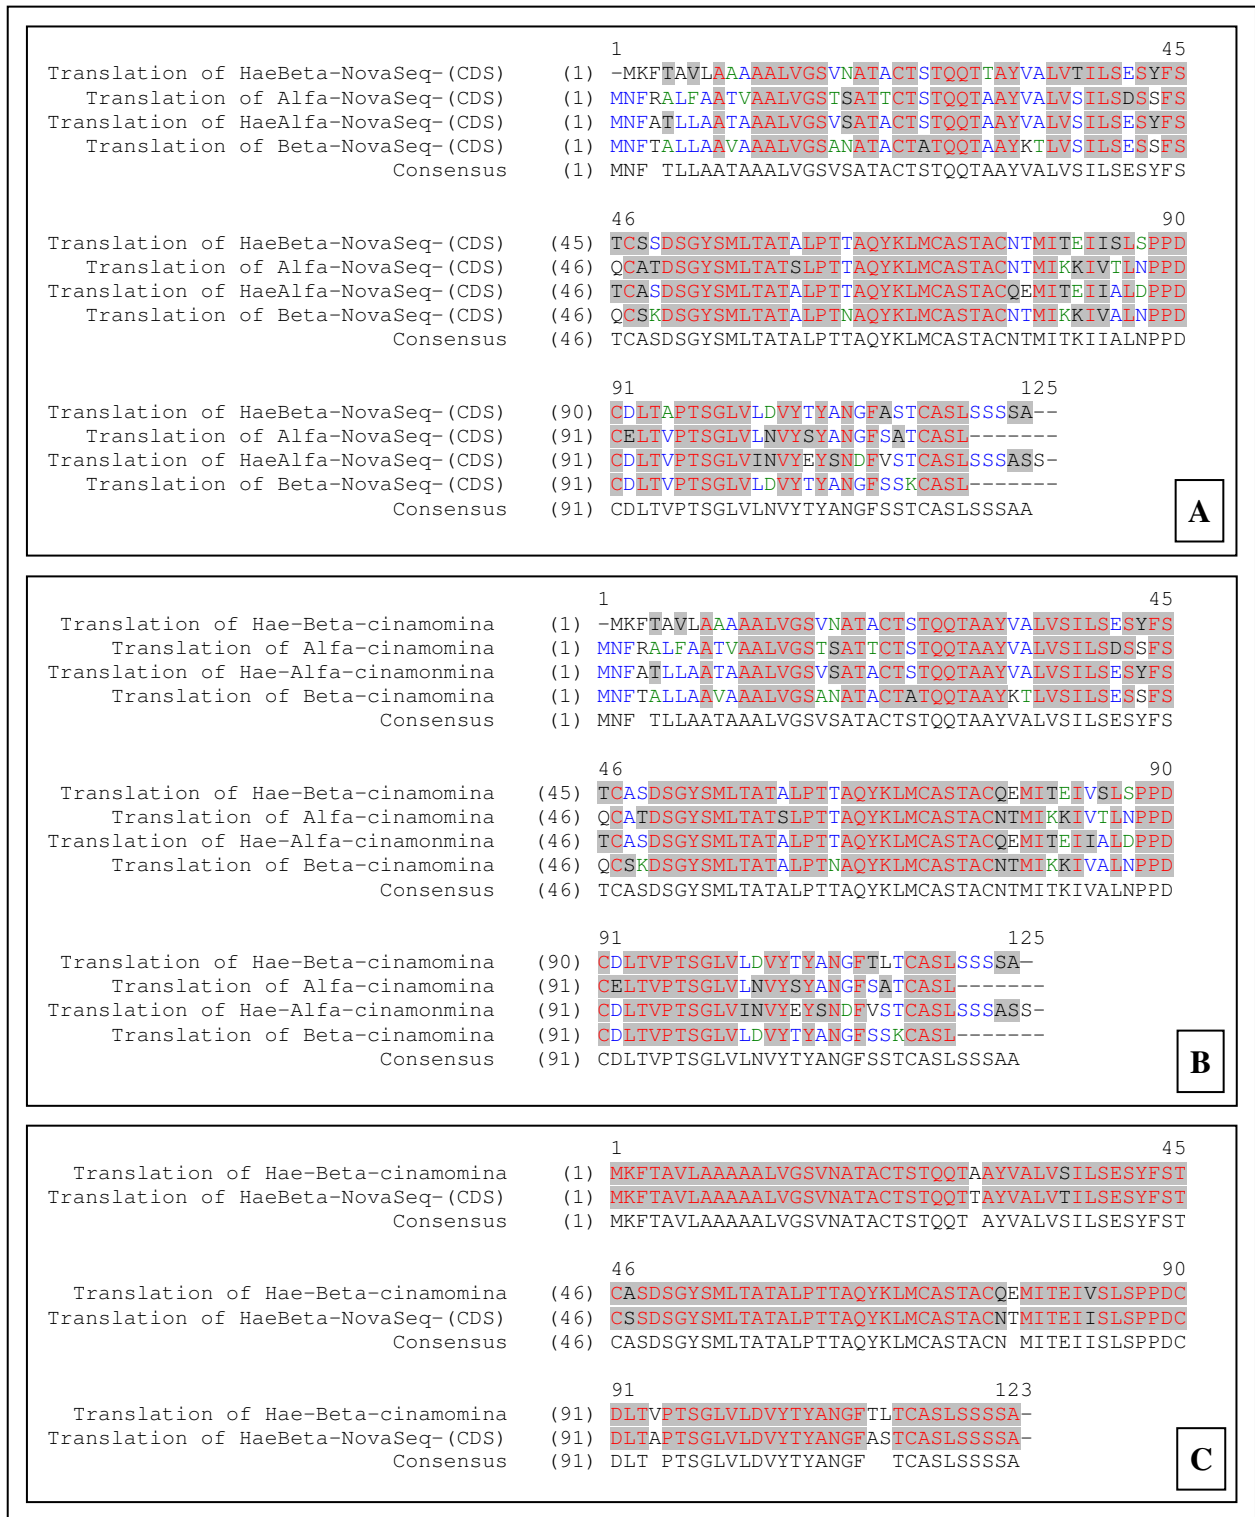 1 45
Translation of HaeBeta-NovaSeq-(CDS) (1) -MKFTAVLAAAAALVGSVNATACTSTQQTTAYVALVTILSESYFS
Translation of Alfa-NovaSeq-(CDS) (1) MNFRALFAATVAALVGSTSATTCTSTQQTAAYVALVSILSDSSFS
Translation of HaeAlfa-NovaSeq-(CDS) (1) MNFATLLAATAAALVGSVSATACTSTQQTAAYVALVSILSESYFS
Translation of Beta-NovaSeq-(CDS) (1) MNFTALLAAVAAALVGSANATACTATQQTAAYKTLVSILSESSFS
Consensus (1) MNF TLLAATAAALVGSVSATACTSTQQTAAYVALVSILSESYFS
46 90
Translation of HaeBeta-NovaSeq-(CDS) (45) TCSSDSGYSMLTATALPTTAQYKLMCASTACNTMITEIISLSPPD
Translation of Alfa-NovaSeq-(CDS) (46) QCATDSGYSMLTATSLPTTAQYKLMCASTACNTMIKKIVTLNPPD
Translation of HaeAlfa-NovaSeq-(CDS) (46) TCASDSGYSMLTATALPTTAQYKLMCASTACQEMITEIIALDPPD
Translation of Beta-NovaSeq-(CDS) (46) QCSKDSGYSMLTATALPTNAQYKLMCASTACNTMIKKIVALNPPD
Consensus (46) TCASDSGYSMLTATALPTTAQYKLMCASTACNTMITKIIALNPPD
91 125
Translation of HaeBeta-NovaSeq-(CDS) (90) CDLTAPTSGLVLDVYTYANGFASTCASLSSSSA--
Translation of Alfa-NovaSeq-(CDS) (91) CELTVPTSGLVLNVYSYANGFSATCASL-------
Translation of HaeAlfa-NovaSeq-(CDS) (91) CDLTVPTSGLVINVYEYSNDFVSTCASLSSSASS-
Translation of Beta-NovaSeq-(CDS) (91) CDLTVPTSGLVLDVYTYANGFSSKCASL-------
Consensus (91) CDLTVPTSGLVLNVYTYANGFSSTCASLSSSAA
A
1 45
Translation of Hae-Beta-cinamomina (1) -MKFTAVLAAAAALVGSVNATACTSTQQTAAYVALVSILSESYFS
Translation of Alfa-cinamomina (1) MNFRALFAATVAALVGSTSATTCTSTQQTAAYVALVSILSDSSFS
Translation of Hae-Alfa-cinamonmina (1) MNFATLLAATAAALVGSVSATACTSTQQTAAYVALVSILSESYFS
Translation of Beta-cinamomina (1) MNFTALLAAVAAALVGSANATACTATQQTAAYKTLVSILSESSFS
Consensus (1) MNF TLLAATAAALVGSVSATACTSTQQTAAYVALVSILSESYFS
46 90
Translation of Hae-Beta-cinamomina (45) TCASDSGYSMLTATALPTTAQYKLMCASTACQEMITEIVSLSPPD
Translation of Alfa-cinamomina (46) QCATDSGYSMLTATSLPTTAQYKLMCASTACNTMIKKIVTLNPPD
Translation of Hae-Alfa-cinamonmina (46) TCASDSGYSMLTATALPTTAQYKLMCASTACQEMITEIIALDPPD
Translation of Beta-cinamomina (46) QCSKDSGYSMLTATALPTNAQYKLMCASTACNTMIKKIVALNPPD
Consensus (46) TCASDSGYSMLTATALPTTAQYKLMCASTACNTMITKIVALNPPD
91 125
Translation of Hae-Beta-cinamomina (90) CDLTVPTSGLVLDVYTYANGFTLTCASLSSSSA-
Translation of Alfa-cinamomina (91) CELTVPTSGLVLNVYSYANGFSATCASL-------
Translation of Hae-Alfa-cinamonmina (91) CDLTVPTSGLVINVYEYSNDFVSTCASLSSSASS-
Translation of Beta-cinamomina (91) CDLTVPTSGLVLDVYTYANGFSSKCASL-------
Consensus (91) CDLTVPTSGLVLNVYTYANGFSSTCASLSSSAA
B
1 45
Translation of Hae-Beta-cinamomina (1) MKFTAVLAAAAALVGSVNATACTSTQQTAAYVALVSILSESYFST
Translation of HaeBeta-NovaSeq-(CDS) (1) MKFTAVLAAAAALVGSVNATACTSTQQTTAYVALVTILSESYFST
Consensus (1) MKFTAVLAAAAALVGSVNATACTSTQQT AYVALVSILSESYFST
46 90
Translation of Hae-Beta-cinamomina (46) CASDSGYSMLTATALPTTAQYKLMCASTACQEMITEIVSLSPPDC
Translation of HaeBeta-NovaSeq-(CDS) (46) CSSDSGYSMLTATALPTTAQYKLMCASTACNTMITEIISLSPPDC
Consensus (46) CASDSGYSMLTATALPTTAQYKLMCASTACN MITEIISLSPPDC
91 123
Translation of Hae-Beta-cinamomina (91) DLTVPTSGLVLDVYTYANGFTLTCASLSSSSA-
Translation of HaeBeta-NovaSeq-(CDS) (91) DLTAPTSGLVLDVYTYANGFASTCASLSSSSA-
Consensus (91) DLT PTSGLVLDVYTYANGF  TCASLSSSSA
C